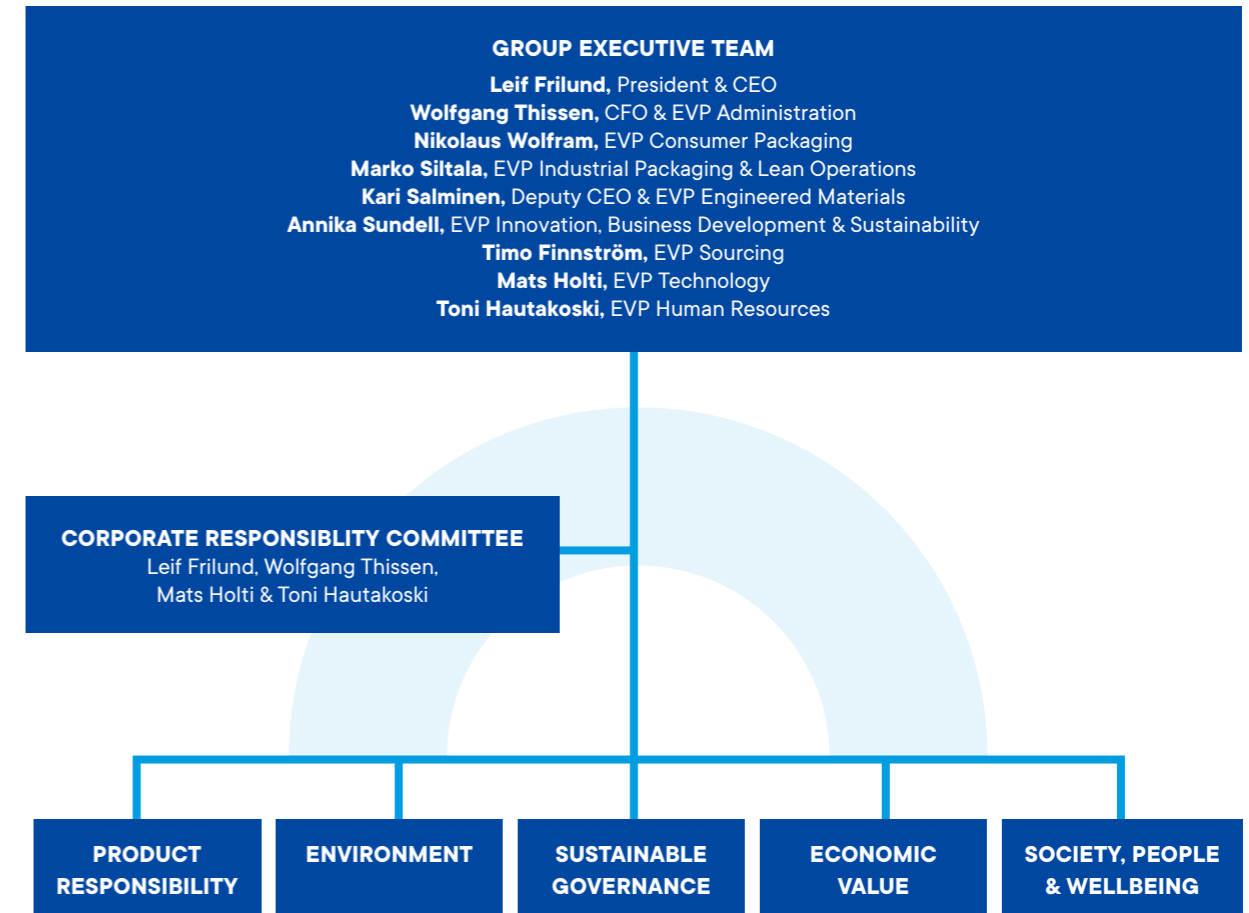 GROUP EXECUTIVE TEAM
Leif Frilund, President & CEO
Wolfgang Thissen, CFO & EVP Administration
Nikolaus Wolfram, EVP Consumer Packaging
Marko Siltala, EVP Industrial Packaging & Lean Operations
Kari Salminen, Deputy CEO & EVP Engineered Materials
Annika Sundell, EVP Innovation, Business Development & Sustainability
Timo Finnström, EVP Sourcing
Mats Holti, EVP Technology
Toni Hautakoski, EVP Human Resources
CORPORATE RESPONSIBLITY COMMITTEE
Leif Frilund, Wolfgang Thissen,
Mats Holti & Toni Hautakoski
PRODUCT
RESPONSIBILITY
ENVIRONMENT
SUSTAINABLE
GOVERNANCE
ECONOMIC
VALUE
SOCIETY, PEOPLE
& WELLBEING